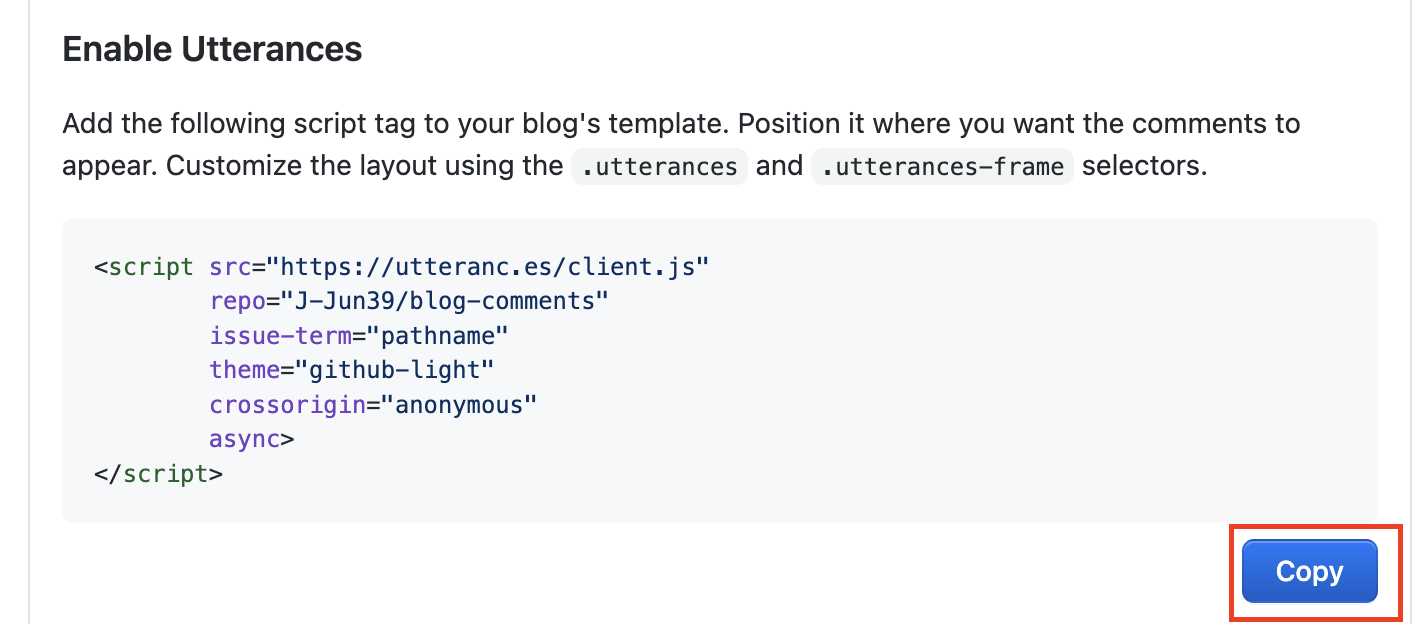 Enable Utterances
Add the following script tag to your blog's template. Position it where you want the comments to
appear. Customize the layout using the .utterances and .utterances-frame selectors.
<script src="https://utteranc.es/client.js"
        repo="J-Jun39/blog-comments"
        issue-term="pathname"
        theme="github-light"
        crossorigin="anonymous"
        async>
</script>
Copy